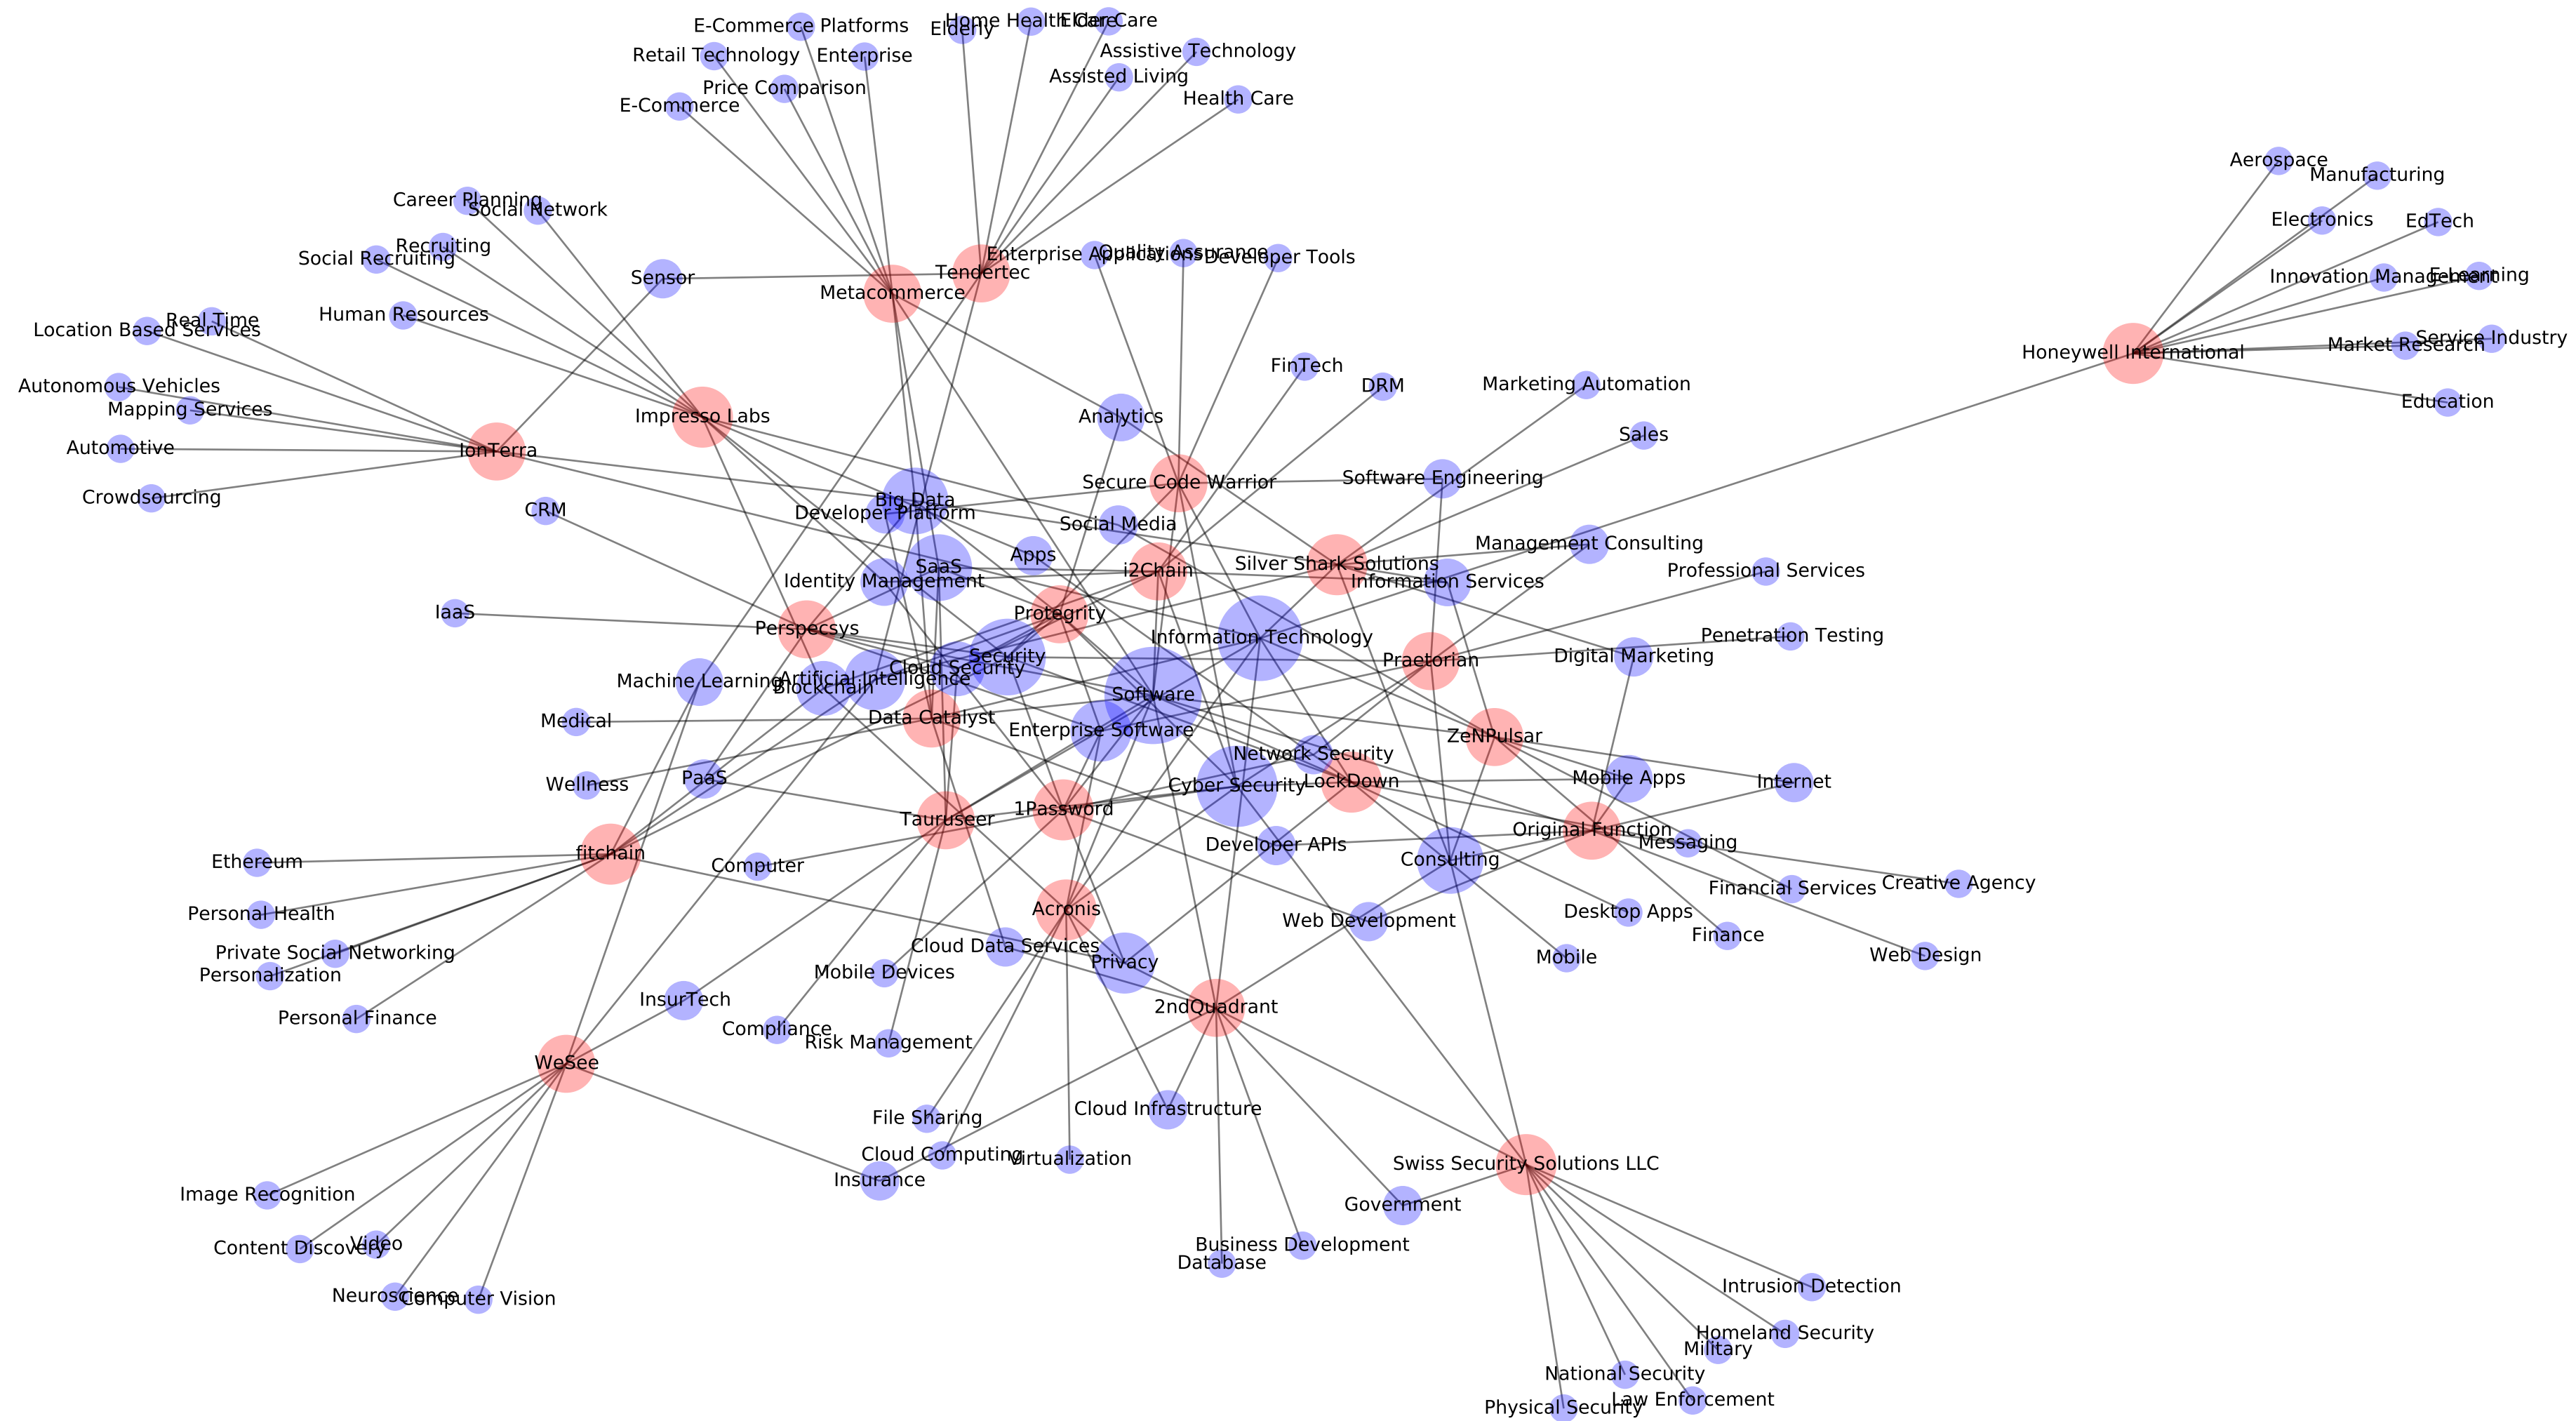 Home Health Care
Elder Care
E-Commerce Platforms
Elderly
Retail Technology
Enterprise
Assistive Technology
Assisted Living
Price Comparison
E-Commerce
Health Care
Aerospace
Manufacturing
Career Planning
Social Network
Electronics
EdTech
Recruiting
Social Recruiting
Enterprise Applications
Quality Assurance
Developer Tools
Sensor
Tendertec
Innovation Management
E-Learning
Metacommerce
Human Resources
Real Time
Location Based Services
Honeywell International
Market Research
Service Industry
FinTech
Autonomous Vehicles
DRM
Marketing Automation
Education
Mapping Services
Impresso Labs
Analytics
Sales
Automotive
IonTerra
Secure Code Warrior
Software Engineering
Crowdsourcing
Big Data
CRM
Developer Platform
Social Media
Management Consulting
Apps
SaaS
i2Chain
Silver Shark Solutions
Professional Services
Identity Management
Information Services
IaaS
Protegrity
Perspecsys
Information Technology
Penetration Testing
Security
Cloud Security
Praetorian
Digital Marketing
Machine Learning
Artificial Intelligence
Blockchain
Software
Medical
Data Catalyst
Enterprise Software
ZeNPulsar
Network Security
Wellness
PaaS
Cyber Security
LockDown
Mobile Apps
Internet
Tauruseer
1Password
Original Function
Messaging
fitchain
Ethereum
Computer
Developer APIs
Consulting
Financial Services
Creative Agency
Personal Health
Acronis
Web Development
Desktop Apps
Finance
Private Social Networking
Cloud Data Services
Web Design
Mobile
Privacy
Personalization
Mobile Devices
InsurTech
2ndQuadrant
Personal Finance
Compliance
Risk Management
WeSee
Cloud Infrastructure
File Sharing
Cloud Computing
Virtualization
Swiss Security Solutions LLC
Insurance
Image Recognition
Government
Content Discovery
Video
Business Development
Database
Intrusion Detection
Neuroscience
Computer Vision
Homeland Security
Military
National Security
Law Enforcement
Physical Security